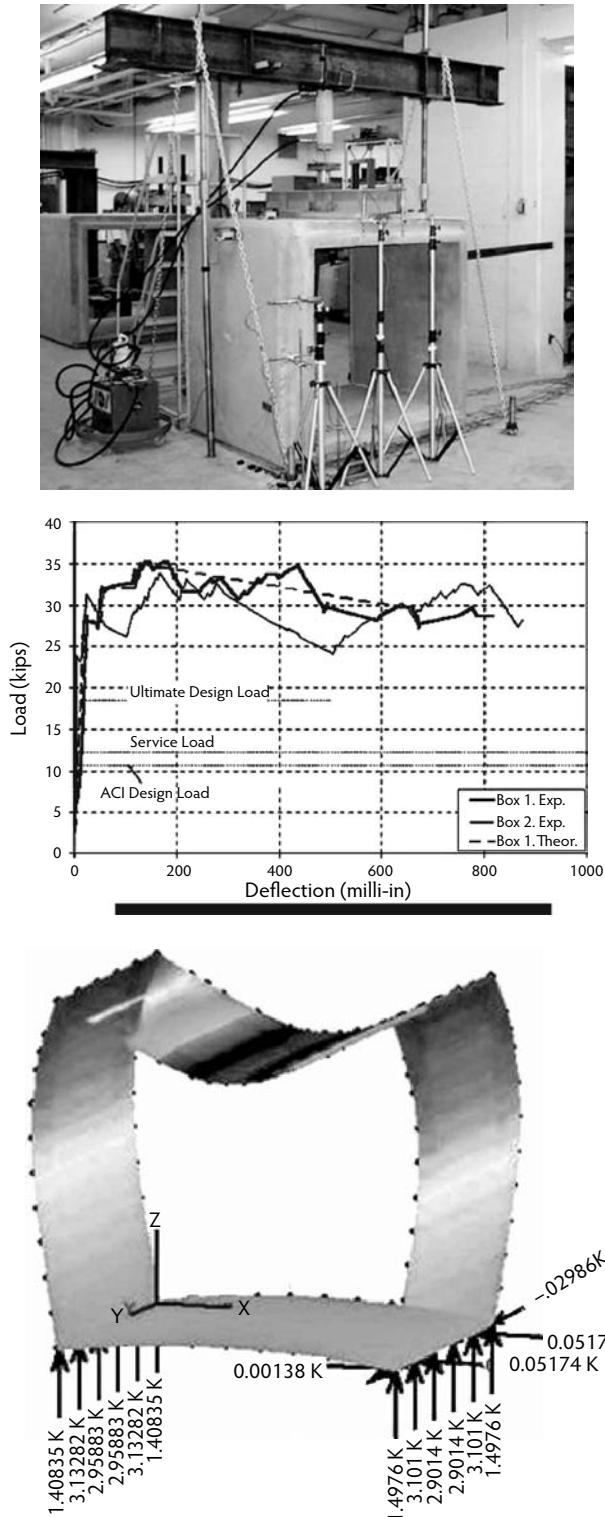 40
35
30
25
20
15
10
5
0
Load (kips)
Ultimate Design Load
Service Load
ACI Design Load
Box 1. Exp.
Box 2. Exp.
Box 1. Theor.
0 200 400 600 800 1000
Deflection (milli-in)
Z
Y
X
-.02986K
0.0517
0.05174 K
0.00138 K
1.40835 K
3.13282 K
2.95883 K
2.95883 K
3.13282 K
1.40835 K
1.4976 K
3.101 K
2.9014 K
2.9014 K
3.101 K
1.4976 K